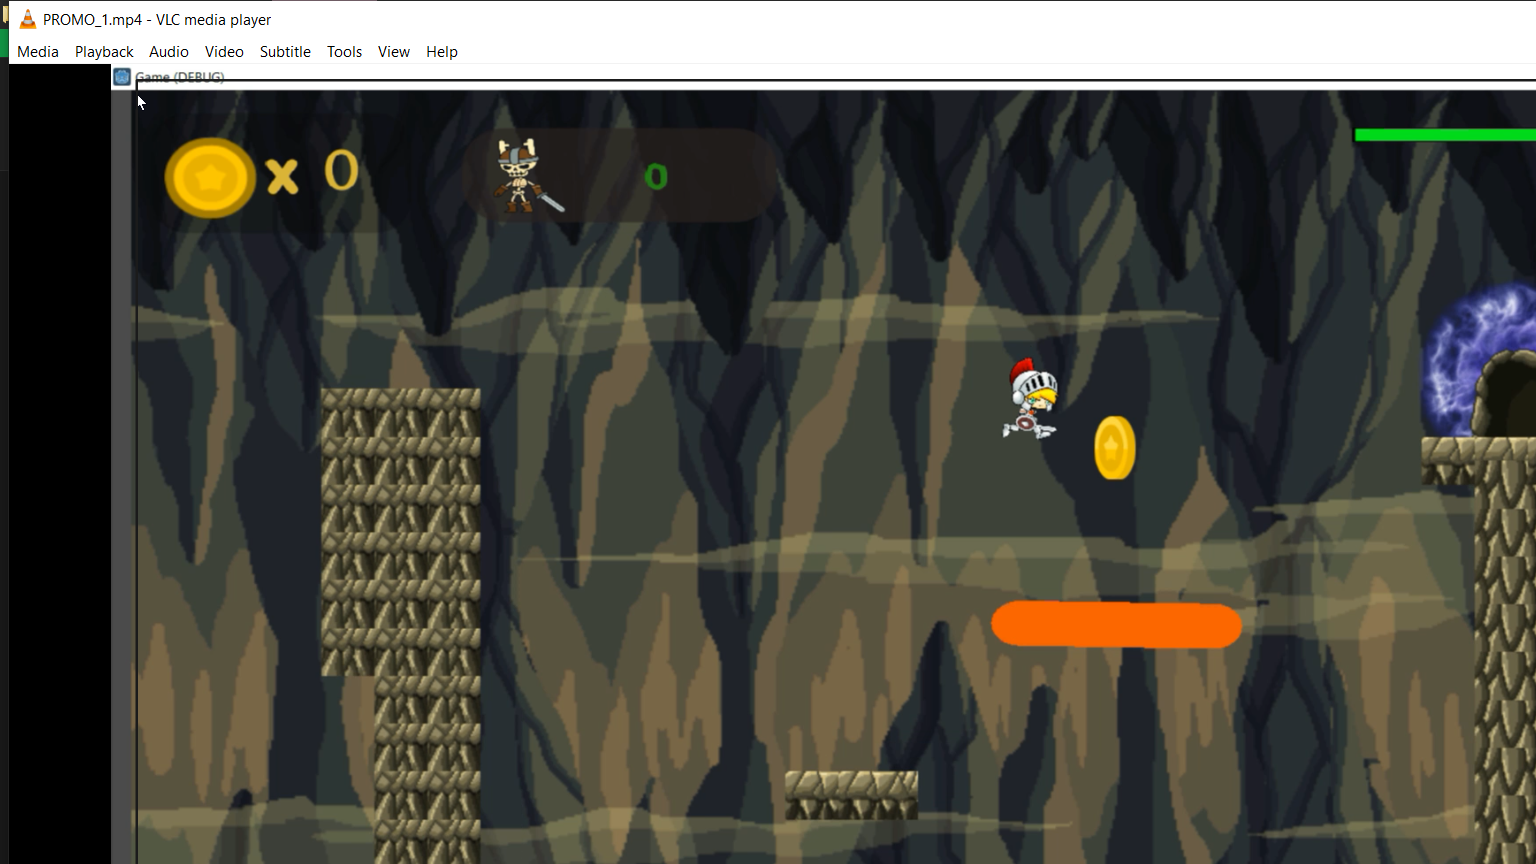 PROMO_1.mp4 - VLC media player
Media Playback Audio Video Subtitle Tools View Help
Game (DEBUG)
x 0
0